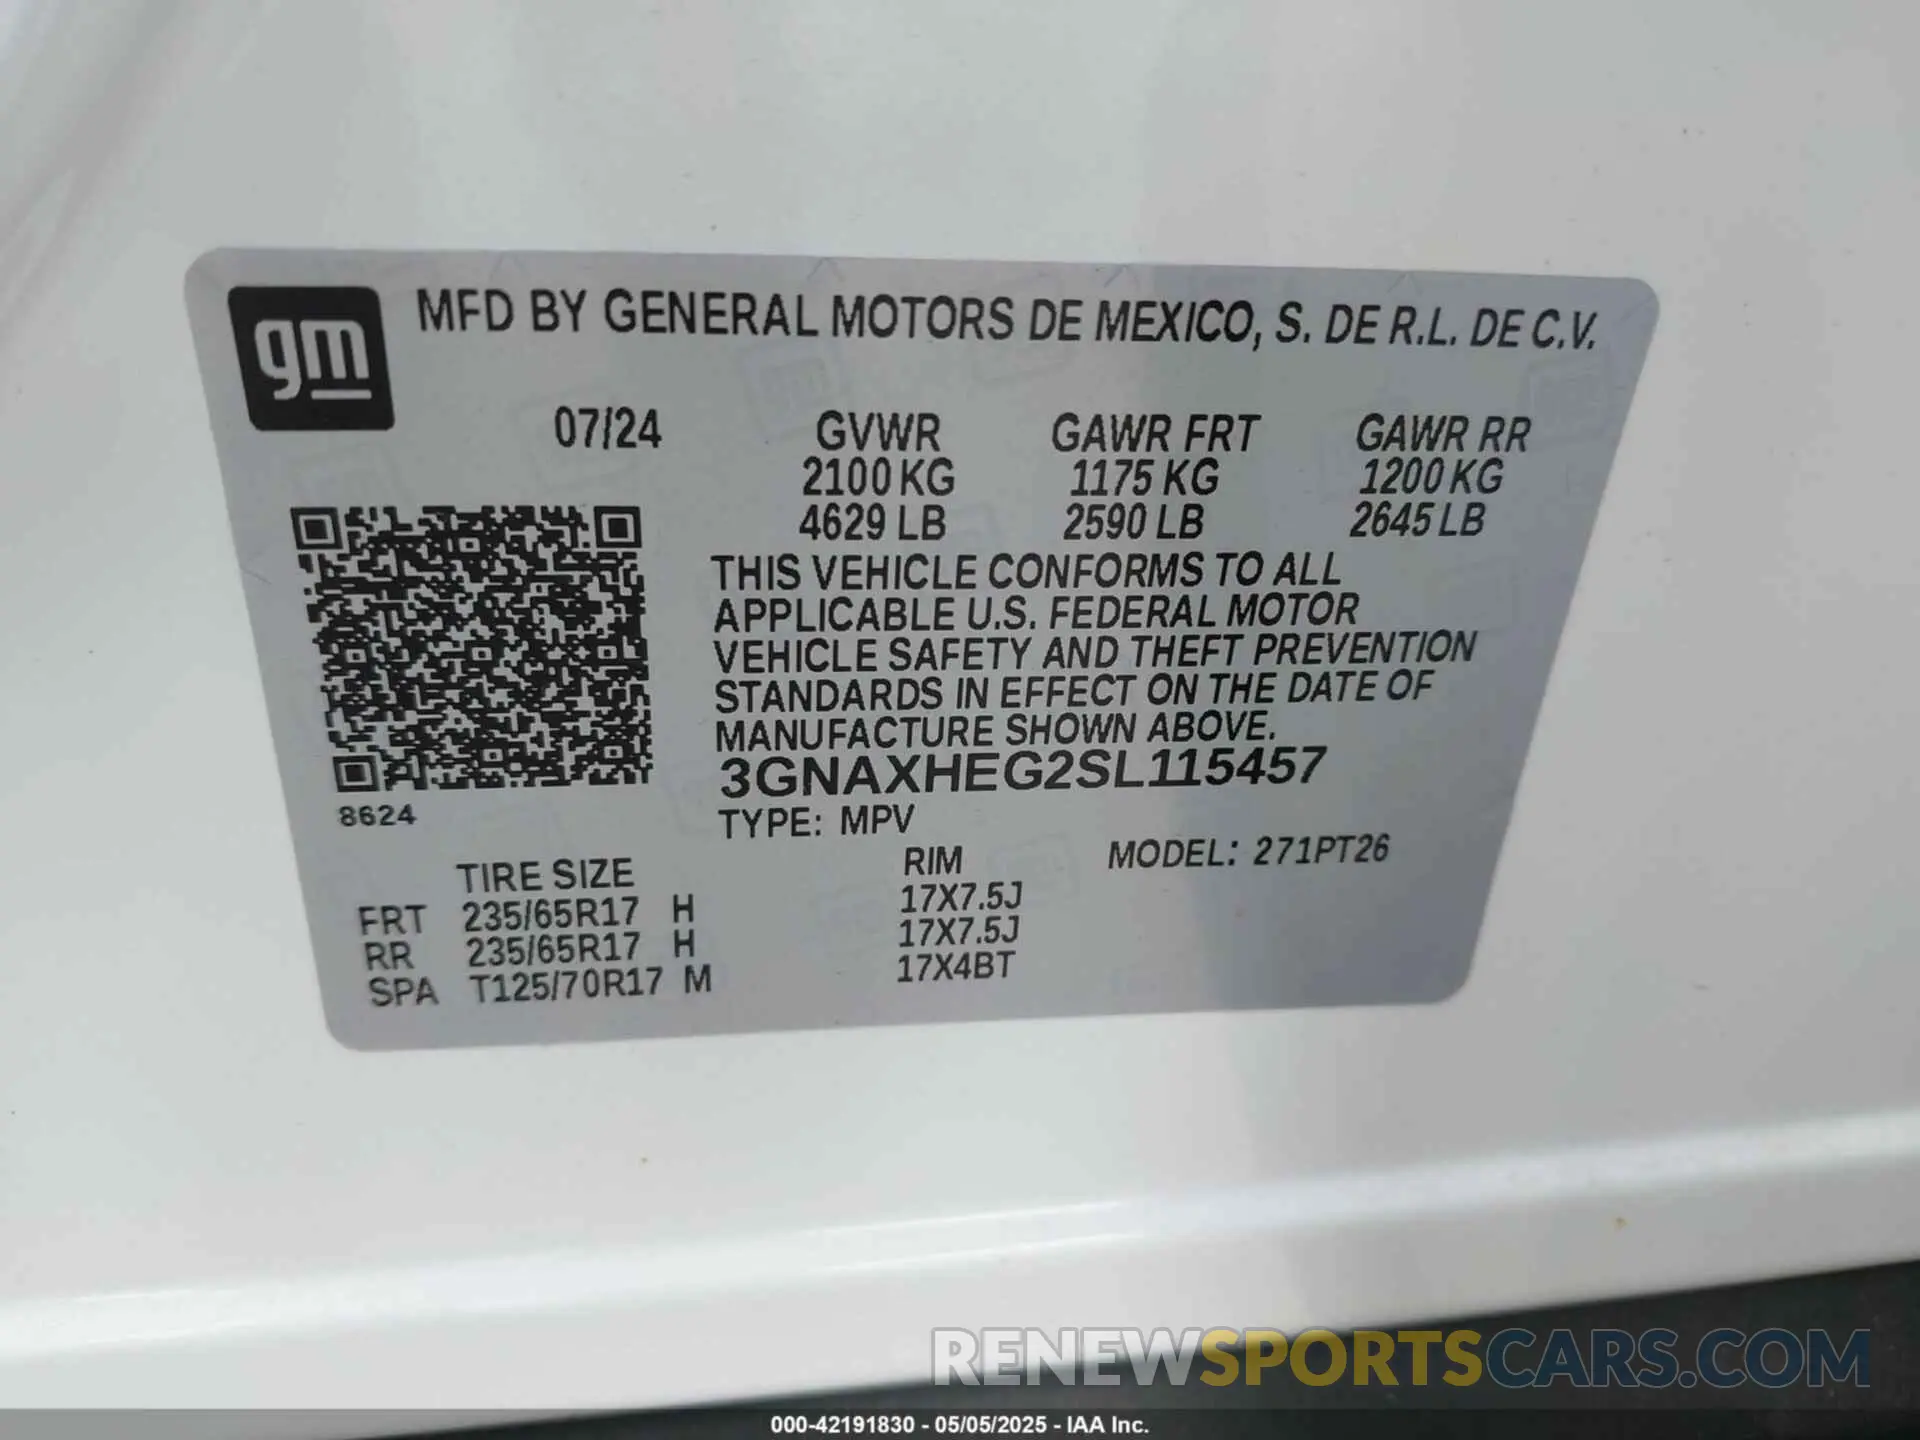 gm
MFD BY GENERAL MOTORS DE MEXICO, S. DE R.L. DE C.V.
07/24 GVWR GAWR FRT GAWR RR
2100 KG 1175 KG 1200 KG
4629 LB 2590 LB 2645 LB
THIS VEHICLE CONFORMS TO ALL
APPLICABLE U.S. FEDERAL MOTOR
VEHICLE SAFETY AND THEFT PREVENTION
STANDARDS IN EFFECT ON THE DATE OF
MANUFACTURE SHOWN ABOVE.
3GNAXHEG2SL115457
8624 TYPE: MPV
TIRE SIZE RIM MODEL: 271PT26
FRT 235/65R17 H 17X7.5J
RR 235/65R17 H 17X7.5J
SPA T125/70R17 M 17X4BT
RENEWSPORTSCARS.COM
000-42191830 - 05/05/2025 - IAA Inc.